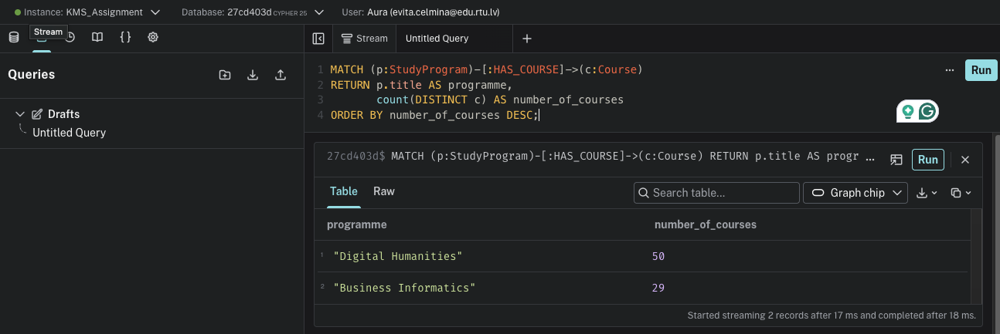 Instance: KMS_Assignment
Database: 27cd403d CYPHER 25
User: Aura (evita.celmina@edu.rtu.lv)
Stream
Stream
Untitled Query
Queries
Drafts
Untitled Query
1 MATCH (p:StudyProgram)-[:HAS_COURSE]->(c:Course)
2 RETURN p.title AS programme,
3 count(DISTINCT c) AS number_of_courses
4 ORDER BY number_of_courses DESC;
Run
27cd403d$ MATCH (p:StudyProgram)-[:HAS_COURSE]->(c:Course) RETURN p.title AS progr ...
Run
Table
Raw
Search table...
Graph chip
programme number_of_courses
1 "Digital Humanities" 50
2 "Business Informatics" 29
Started streaming 2 records after 17 ms and completed after 18 ms.